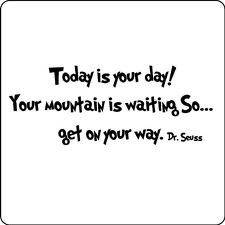 Today is your day!
Your mountain is waiting. So...
get on your way. Dr. Seuss